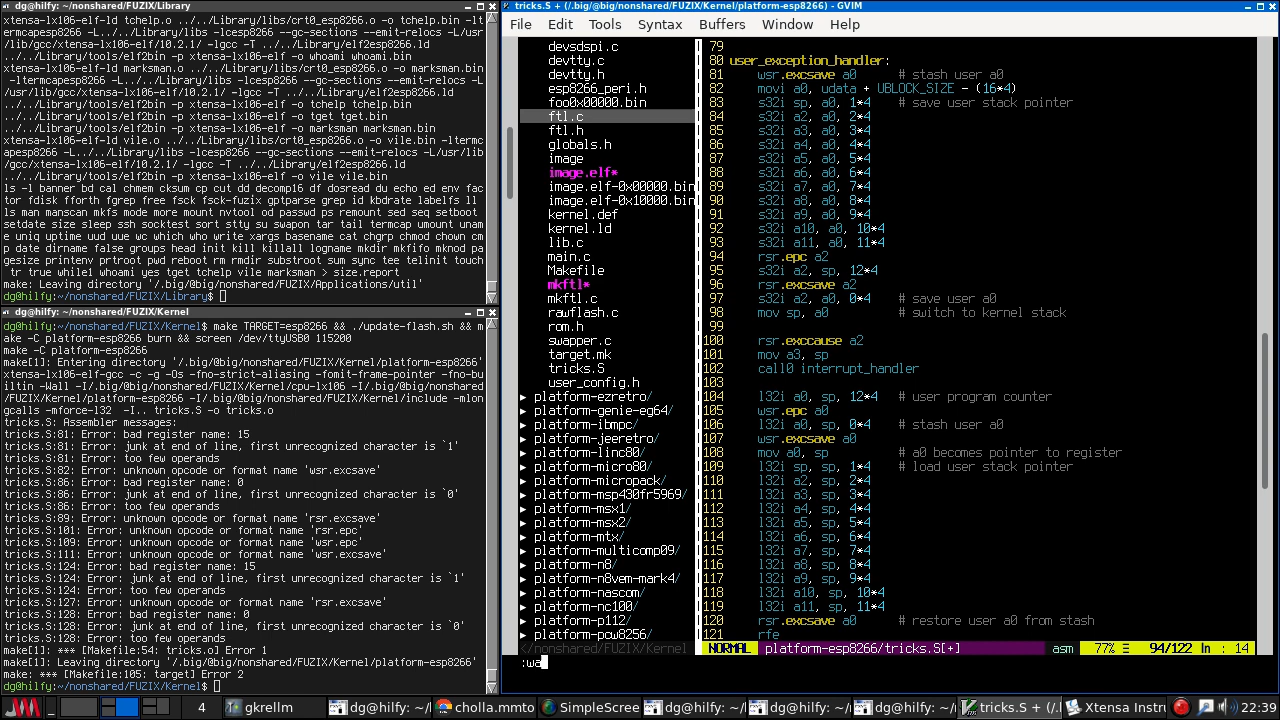 dg@hilfy: ~/nonshared/FUZIX/Library
termcapesp8266 -L../../Library/libs -lcesp8266 --gc-sections --emit-relocs -L/usr
/lib/gcc/xtensa-lx106-elf/10.2.1/ -lgcc -T ../../Library/elf2esp8266.ld
../../Library/tools/elf2bin -p xtensa-lx106-elf -o whoami whoami.bin
xtensa-lx106-elf-ld marksman.o ../../Library/libs/crt0_esp8266.o -o marksman.bin
-ltermcapesp8266 -L../../Library/libs -lcesp8266 --gc-sections --emit-relocs -L
/usr/lib/gcc/xtensa-lx106-elf/10.2.1/ -lgcc -T ../../Library/elf2esp8266.ld
../../Library/tools/elf2bin -p xtensa-lx106-elf -o tchelp tchelp.bin
../../Library/tools/elf2bin -p xtensa-lx106-elf -o tget tget.bin
../../Library/tools/elf2bin -p xtensa-lx106-elf -o marksman marksman.bin
xtensa-lx106-elf-ld vile.o ../../Library/libs/crt0_esp8266.o -o vile.bin -ltermc
apesp8266 -L../../Library/libs -lcesp8266 --gc-sections --emit-relocs -L/usr/lib
/gcc/xtensa-lx106-elf/10.2.1/ -lgcc -T ../../Library/elf2esp8266.ld
../../Library/tools/elf2bin -p xtensa-lx106-elf -o vile vile.bin
ls -l banner bd cal chmem cksum cp cut dd decomp16 df dosread du echo ed env fac
tor fdisk fforth fgrep free fsck fsck-fuzix gptparse grep id kbdrate labelfs ll
ls man manscan mkfs mode more mount nvtool od passwd ps remount sed seq setboot
setdate size sleep ssh socktest sort stty su swapon tar tail termcap umount unam
e uniq uptime uud uue wc which who write xargs basename cat chgrp chmod chown cm
p date dirname false groups head init kill killall logname mkdir mkfifo mknod pa
gesize printenv prtroot pwd reboot rm rmdir substroot sum sync tee telinit touch
tr true while1 whoami yes tget tchelp vile marksman > size.report
make: Leaving directory '/.big/@big/nonshared/FUZIX/Applications/util'
dg@hilfy:~/nonshared/FUZIX/Library$
dg@hilfy: ~/nonshared/FUZIX/Kernel
dg@hilfy:~/nonshared/FUZIX/Kernel$ make TARGET=esp8266 && ./update-flash.sh && m
ake -C platform-esp8266 burn && screen /dev/ttyUSB0 115200
make -C platform-esp8266
make[1]: Entering directory '/.big/@big/nonshared/FUZIX/Kernel/platform-esp8266'
xtensa-lx106-elf-gcc -c -g -Os -fno-strict-aliasing -fomit-frame-pointer -fno-bu
iltin -Wall -I/.big/@big/nonshared/FUZIX/Kernel/cpu-lx106 -I/.big/@big/nonshared
/FUZIX/Kernel/platform-esp8266 -I/.big/@big/nonshared/FUZIX/Kernel/include -mlon
gcalls -mforce-l32  -I.. tricks.S -o tricks.o
tricks.S: Assembler messages:
tricks.S:81: Error: bad register name: 15
tricks.S:81: Error: junk at end of line, first unrecognized character is `1'
tricks.S:81: Error: too few operands
tricks.S:82: Error: unknown opcode or format name 'wsr.excsave'
tricks.S:86: Error: bad register name: 0
tricks.S:86: Error: junk at end of line, first unrecognized character is `0'
tricks.S:86: Error: too few operands
tricks.S:89: Error: unknown opcode or format name 'rsr.excsave'
tricks.S:101: Error: unknown opcode or format name 'rsr.epc'
tricks.S:109: Error: unknown opcode or format name 'wsr.epc'
tricks.S:111: Error: unknown opcode or format name 'wsr.excsave'
tricks.S:124: Error: bad register name: 15
tricks.S:124: Error: junk at end of line, first unrecognized character is `1'
tricks.S:124: Error: too few operands
tricks.S:127: Error: unknown opcode or format name 'rsr.excsave'
tricks.S:128: Error: bad register name: 0
tricks.S:128: Error: junk at end of line, first unrecognized character is `0'
tricks.S:128: Error: too few operands
make[1]: *** [Makefile:54: tricks.o] Error 1
make[1]: Leaving directory '/.big/@big/nonshared/FUZIX/Kernel/platform-esp8266'
make: *** [Makefile:105: target] Error 2
dg@hilfy:~/nonshared/FUZIX/Kernel$
tricks.S + (/.big/@big/nonshared/FUZIX/Kernel/platform-esp8266) - GVIM
File Edit Tools Syntax Buffers Window Help
devsdspi.c
devtty.c
devtty.h
esp8266_peri.h
foo0x00000.bin
ftl.c
ftl.h
globals.h
image
image.elf*
image.elf-0x00000.bin
image.elf-0x10000.bin
kernel.def
kernel.ld
lib.c
main.c
Makefile
mkftl*
mkftl.c
rawflash.c
rom.h
swapper.c
target.mk
tricks.S
user_config.h
▶ platform-ezretro/
▶ platform-genie-eg64/
▶ platform-ibmpc/
▶ platform-jeeretro/
▶ platform-linc80/
▶ platform-micro80/
▶ platform-micropack/
▶ platform-msp430fr5969/
▶ platform-msx1/
▶ platform-msx2/
▶ platform-mtx/
▶ platform-multicomp09/
▶ platform-n8/
▶ platform-n8vem-mark4/
▶ platform-nascom/
▶ platform-nc100/
▶ platform-p112/
▶ platform-pcw8256/
</nonshared/FUZIX/Kernel
79
80 user_exception_handler:
81 wsr.excsave a0 # stash user a0
82 movi a0, udata + UBLOCK_SIZE - (16*4)
83 s32i sp, a0, 1*4 # save user stack pointer
84 s32i a2, a0, 2*4
85 s32i a3, a0, 3*4
86 s32i a4, a0, 4*4
87 s32i a5, a0, 5*4
88 s32i a6, a0, 6*4
89 s32i a7, a0, 7*4
90 s32i a8, a0, 8*4
91 s32i a9, a0, 9*4
92 s32i a10, a0, 10*4
93 s32i a11, a0, 11*4
94 rsr.epc a2
95 s32i a2, sp, 12*4
96 rsr.excsave a2
97 s32i a2, a0, 0*4 # save user a0
98 mov sp, a0 # switch to kernel stack
99
100 rsr.exccause a2
101 mov a3, sp
102 call0 interrupt_handler
103
104 l32i a0, sp, 12*4 # user program counter
105 wsr.epc a0
106 l32i a0, sp, 0*4 # stash user a0
107 wsr.excsave a0
108 mov a0, sp # a0 becomes pointer to register
109 l32i sp, sp, 1*4 # load user stack pointer
110 l32i a2, sp, 2*4
111 l32i a3, sp, 3*4
112 l32i a4, sp, 4*4
113 l32i a5, sp, 5*4
114 l32i a6, sp, 6*4
115 l32i a7, sp, 7*4
116 l32i a8, sp, 8*4
117 l32i a9, sp, 9*4
118 l32i a10, sp, 10*4
119 l32i a11, sp, 11*4
120 rsr.excsave a0 # restore user a0 from stash
121 rfe
NORMAL platform-esp8266/tricks.S[+] asm 77% ☰ 94/122 ln : 14
:wa
4 gkrellm dg@hilfy: ~/ cholla.mmto SimpleScree dg@hilfy: ~/ dg@hilfy: ~/ dg@hilfy: ~/ tricks.S + (/ Xtensa Instr 22:39